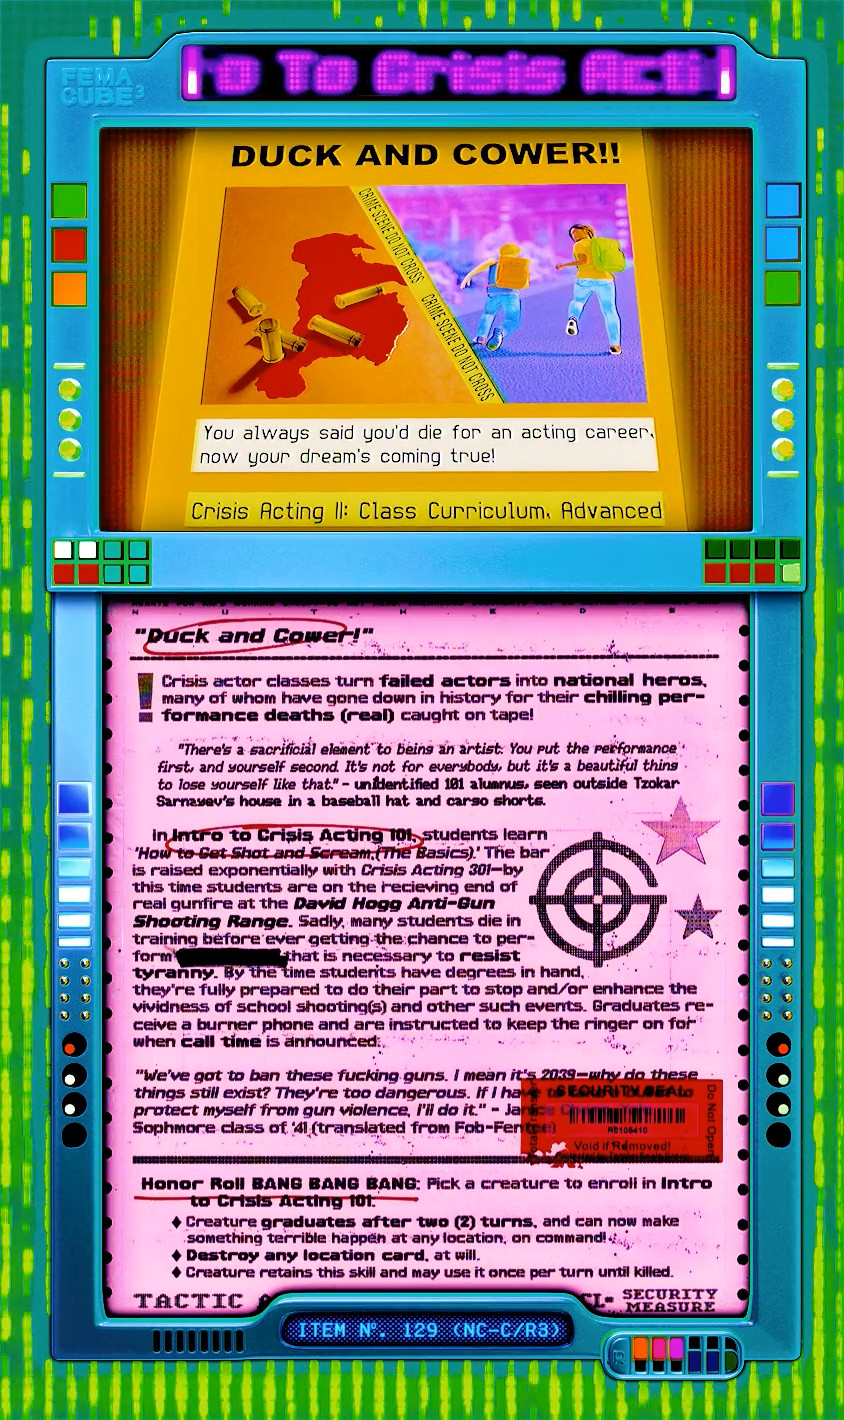 FEMA
CUBE³
o To Crisis Acti
DUCK AND COWER!!
CRIME SCENE DO NOT CROSS CRIME SCENE DO NOT CROSS
You always said you'd die for an acting career,
now your dream's coming true!
Crisis Acting II: Class Curriculum, Advanced
"Duck and Cower!"
Crisis actor classes turn failed actors into national heros,
many of whom have gone down in history for their chilling per-
formance deaths (real) caught on tape!
"There's a sacrificial element to being an artist. You put the performance
first, and yourself second. It's not for everybody, but it's a beautiful thing
to lose yourself like that." - unidentified 101 alumnus, seen outside Tzokar
Sarnayev's house in a baseball hat and cargo shorts.
In Intro to Crisis Acting 101, students learn
'How to Get Shot and Scream (The Basics).' The bar
is raised exponentially with Crisis Acting 301—by
this time students are on the recieving end of
real gunfire at the David Hogg Anti-Gun
Shooting Range. Sadly, many students die in
training before ever getting the chance to per-
form that is necessary to resist
tyranny. By the time students have degrees in hand,
they're fully prepared to do their part to stop and/or enhance the
vividness of school shooting(s) and other such events. Graduates re-
ceive a burner phone and are instructed to keep the ringer on for
when call time is announced.
"We've got to ban these fucking guns. I mean it's 2039—why do these
things still exist? They're too dangerous. If I have to
protect myself from gun violence, I'll do it." - Janice
Sophmore class of '41 (translated from Fob-Fentse)
SECURITY SEAL
R0105410
Void if Removed!
Do Not Open
Honor Roll BANG BANG BANG: Pick a creature to enroll in Intro
to Crisis Acting 101.
♦ Creature graduates after two (2) turns, and can now make
something terrible happen at any location, on command!
♦ Destroy any location card, at will.
♦ Creature retains this skill and may use it once per turn until killed.
TACTIC
SECURITY
MEASURE
ITEM Nº. 129 (NC-C/R3)